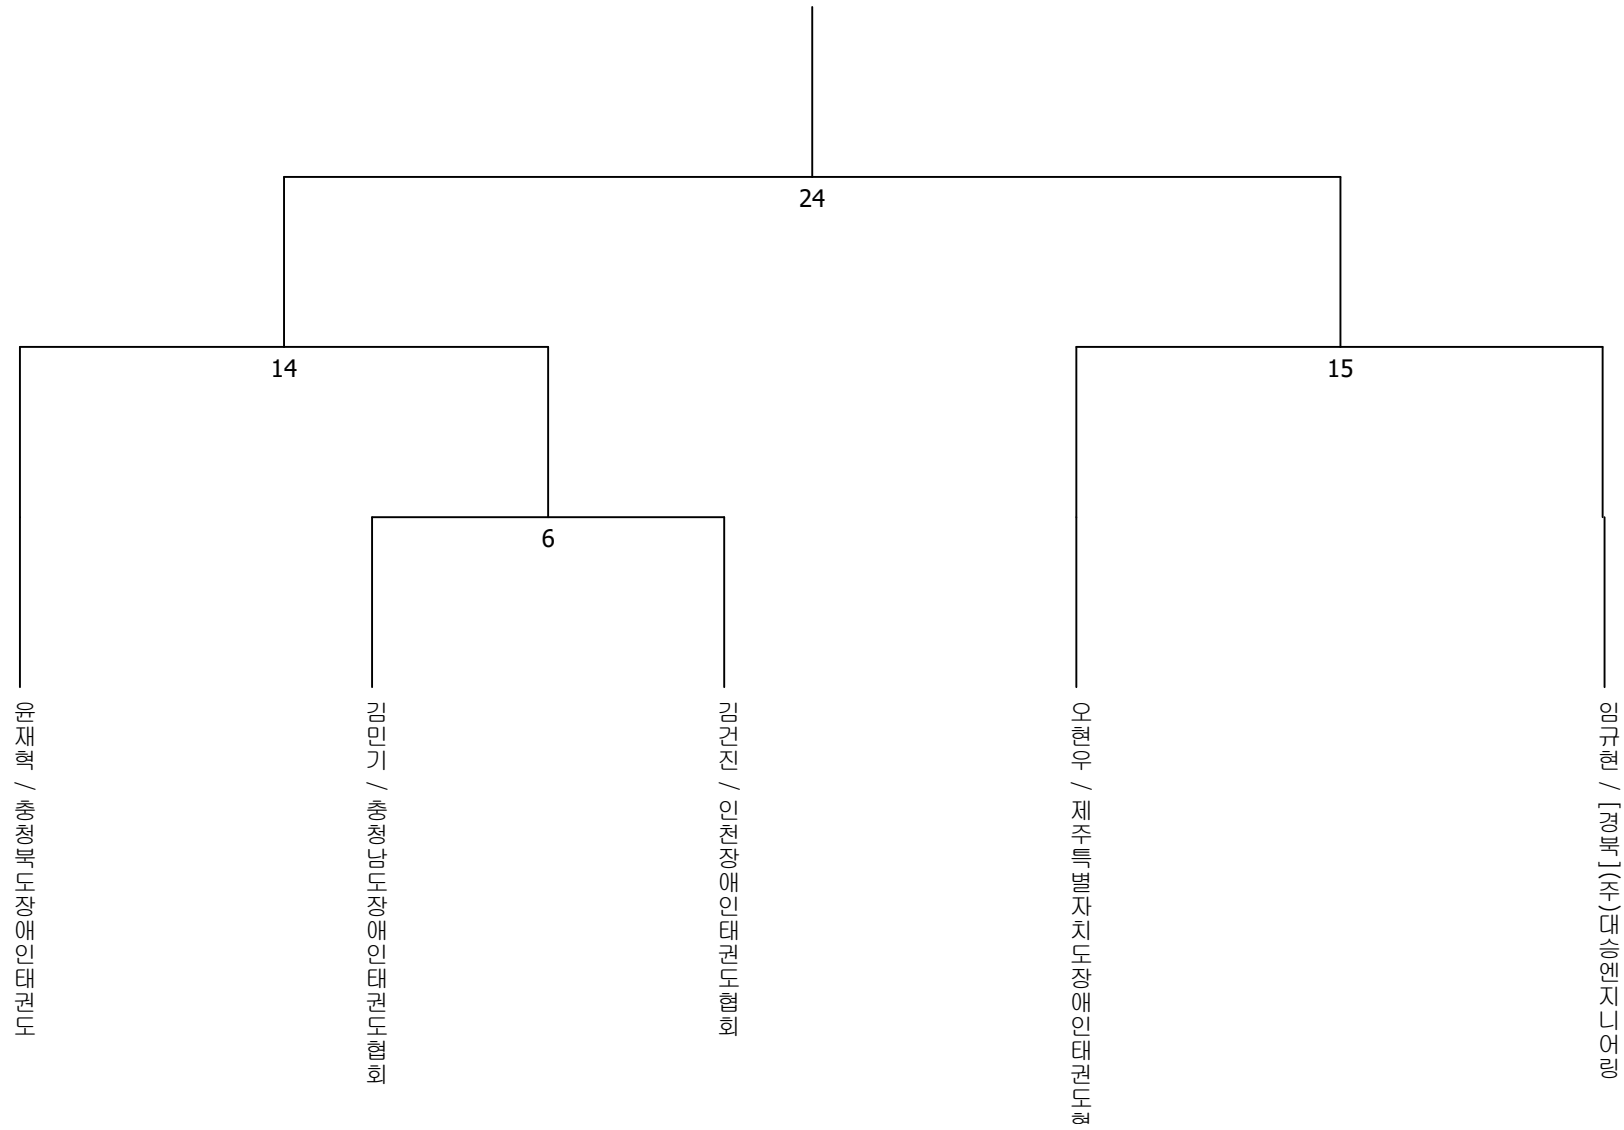 24
14
15
6
윤재혁 / 충청북도장애인태권도
김민기 / 충청남도장애인태권도협회
김건진 / 인천장애인태권도협회
오현우 / 제주특별자치도장애인태권도협
임규현 / [경북](주)대승엔지니어링